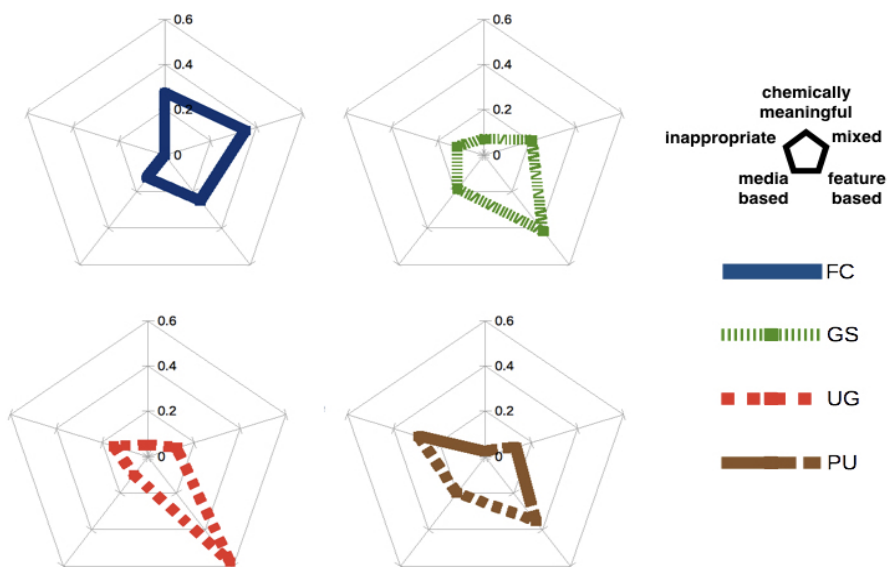 0.6
0.4
0.2
0
0.6
0.4
0.2
0
chemically
meaningful
inappropriate
mixed
media
based
feature
based
FC
GS
UG
PU
0.6
0.4
0.2
0
0.6
0.4
0.2
0